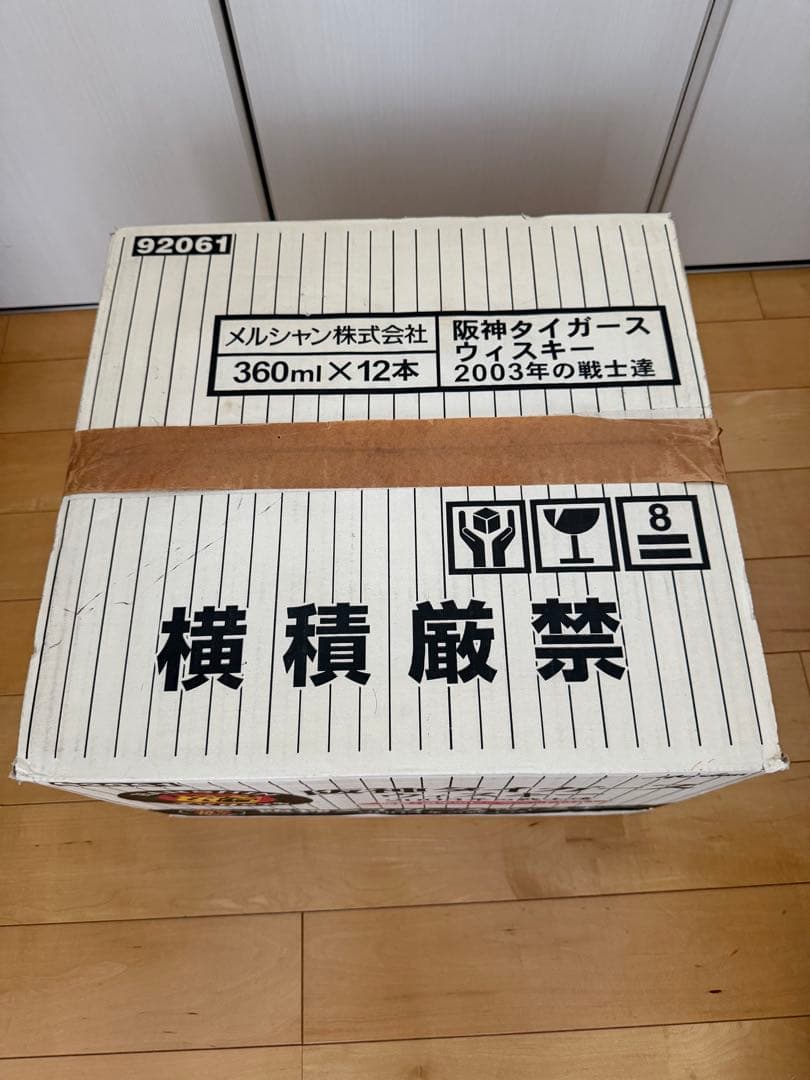 92061
メルシャン株式会社
360ml×12本
阪神タイガース
ウィスキー
2003年の戦士達
8
横積厳禁